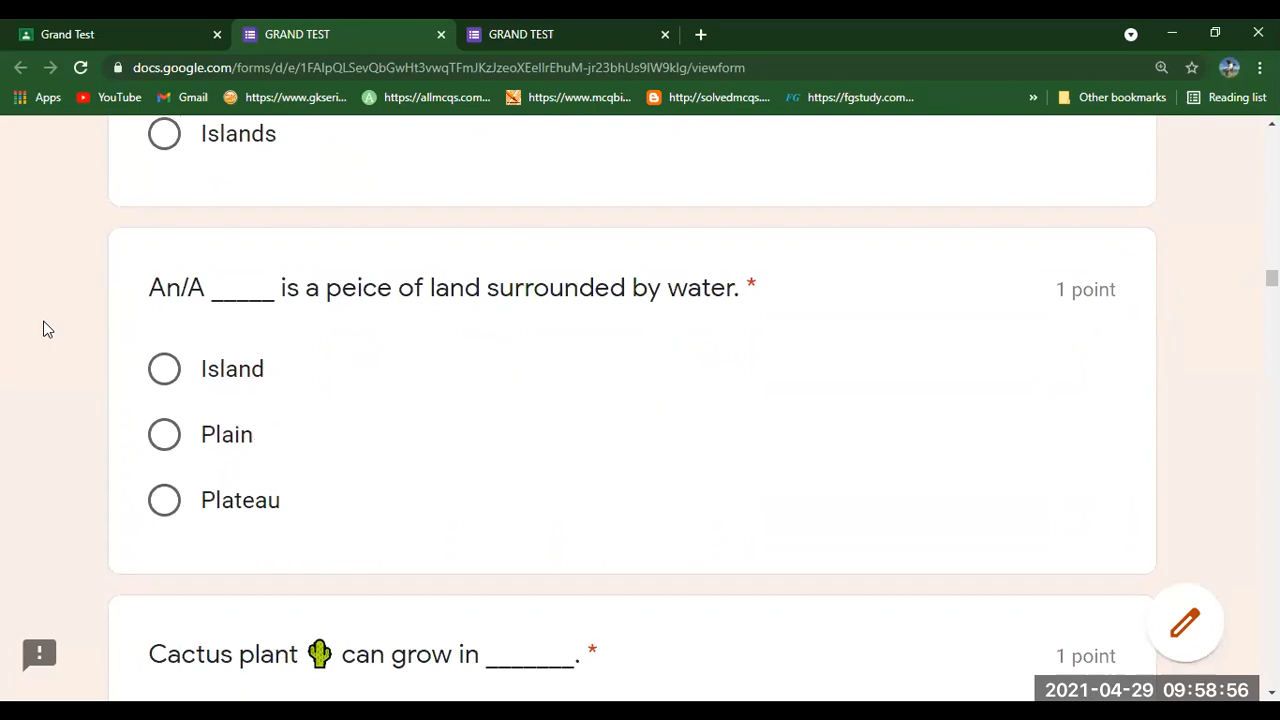 Grand Test
GRAND TEST
GRAND TEST
docs.google.com/forms/d/e/1FAIpQLSevQbGwHt3vwqTFmJKzJzeoXEeIIrEhuM-jr23bhUs9IW9kIg/viewform
Apps
YouTube
Gmail
https://www.gkseri...
https://allmcqs.com...
https://www.mcqbi...
http://solvedmcqs....
https://fgstudy.com...
»
Other bookmarks
Reading list
Islands
An/A _____ is a peice of land surrounded by water. *
1 point
Island
Plain
Plateau
Cactus plant 🌵 can grow in _______. *
1 point
2021-04-29 09:58:56